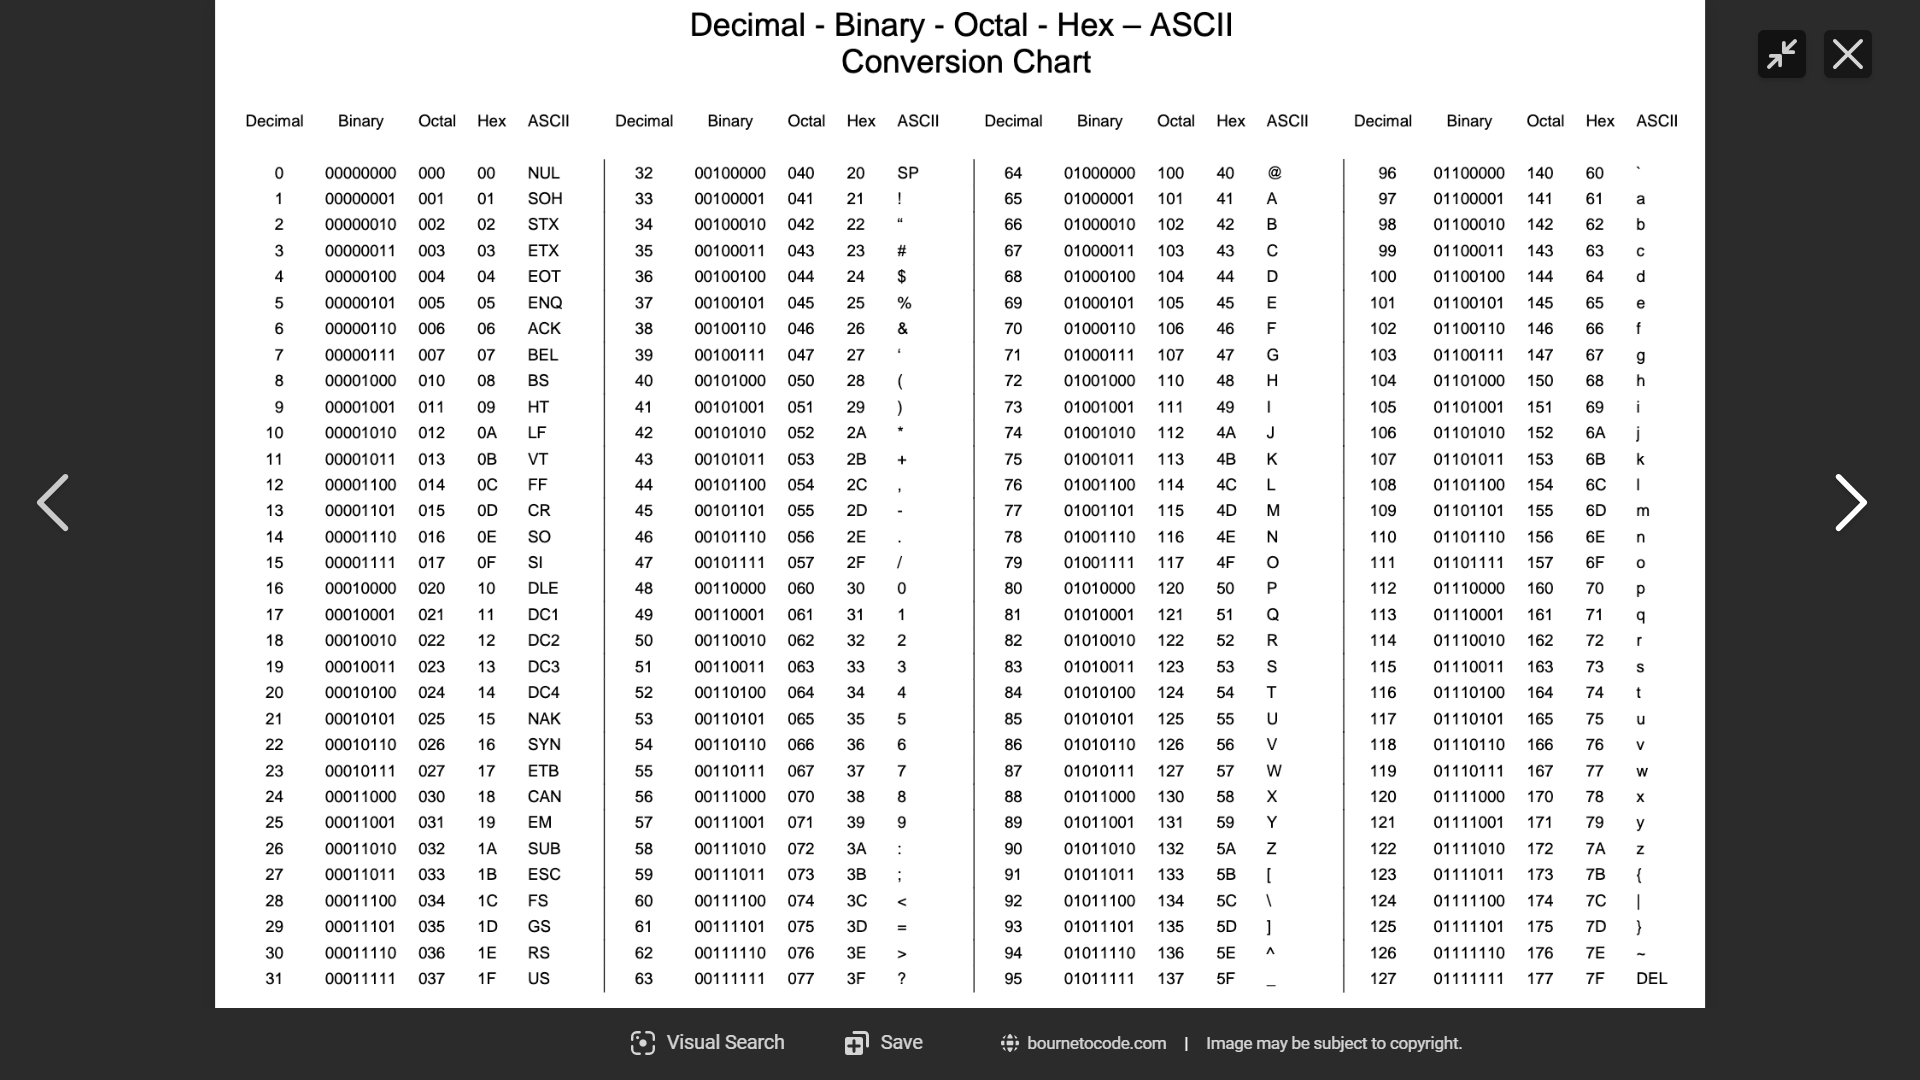 Decimal - Binary - Octal - Hex – ASCII
Conversion Chart
Decimal Binary Octal Hex ASCII Decimal Binary Octal Hex ASCII Decimal Binary Octal Hex ASCII Decimal Binary Octal Hex ASCII
0 00000000 000 00 NUL 32 00100000 040 20 SP 64 01000000 100 40 @ 96 01100000 140 60 `
1 00000001 001 01 SOH 33 00100001 041 21 ! 65 01000001 101 41 A 97 01100001 141 61 a
2 00000010 002 02 STX 34 00100010 042 22 “ 66 01000010 102 42 B 98 01100010 142 62 b
3 00000011 003 03 ETX 35 00100011 043 23 # 67 01000011 103 43 C 99 01100011 143 63 c
4 00000100 004 04 EOT 36 00100100 044 24 $ 68 01000100 104 44 D 100 01100100 144 64 d
5 00000101 005 05 ENQ 37 00100101 045 25 % 69 01000101 105 45 E 101 01100101 145 65 e
6 00000110 006 06 ACK 38 00100110 046 26 & 70 01000110 106 46 F 102 01100110 146 66 f
7 00000111 007 07 BEL 39 00100111 047 27 ‘ 71 01000111 107 47 G 103 01100111 147 67 g
8 00001000 010 08 BS 40 00101000 050 28 ( 72 01001000 110 48 H 104 01101000 150 68 h
9 00001001 011 09 HT 41 00101001 051 29 ) 73 01001001 111 49 I 105 01101001 151 69 i
10 00001010 012 0A LF 42 00101010 052 2A * 74 01001010 112 4A J 106 01101010 152 6A j
11 00001011 013 0B VT 43 00101011 053 2B + 75 01001011 113 4B K 107 01101011 153 6B k
12 00001100 014 0C FF 44 00101100 054 2C , 76 01001100 114 4C L 108 01101100 154 6C l
13 00001101 015 0D CR 45 00101101 055 2D - 77 01001101 115 4D M 109 01101101 155 6D m
14 00001110 016 0E SO 46 00101110 056 2E . 78 01001110 116 4E N 110 01101110 156 6E n
15 00001111 017 0F SI 47 00101111 057 2F / 79 01001111 117 4F O 111 01101111 157 6F o
16 00010000 020 10 DLE 48 00110000 060 30 0 80 01010000 120 50 P 112 01110000 160 70 p
17 00010001 021 11 DC1 49 00110001 061 31 1 81 01010001 121 51 Q 113 01110001 161 71 q
18 00010010 022 12 DC2 50 00110010 062 32 2 82 01010010 122 52 R 114 01110010 162 72 r
19 00010011 023 13 DC3 51 00110011 063 33 3 83 01010011 123 53 S 115 01110011 163 73 s
20 00010100 024 14 DC4 52 00110100 064 34 4 84 01010100 124 54 T 116 01110100 164 74 t
21 00010101 025 15 NAK 53 00110101 065 35 5 85 01010101 125 55 U 117 01110101 165 75 u
22 00010110 026 16 SYN 54 00110110 066 36 6 86 01010110 126 56 V 118 01110110 166 76 v
23 00010111 027 17 ETB 55 00110111 067 37 7 87 01010111 127 57 W 119 01110111 167 77 w
24 00011000 030 18 CAN 56 00111000 070 38 8 88 01011000 130 58 X 120 01111000 170 78 x
25 00011001 031 19 EM 57 00111001 071 39 9 89 01011001 131 59 Y 121 01111001 171 79 y
26 00011010 032 1A SUB 58 00111010 072 3A : 90 01011010 132 5A Z 122 01111010 172 7A z
27 00011011 033 1B ESC 59 00111011 073 3B ; 91 01011011 133 5B [ 123 01111011 173 7B {
28 00011100 034 1C FS 60 00111100 074 3C < 92 01011100 134 5C \ 124 01111100 174 7C |
29 00011101 035 1D GS 61 00111101 075 3D = 93 01011101 135 5D ] 125 01111101 175 7D }
30 00011110 036 1E RS 62 00111110 076 3E > 94 01011110 136 5E ^ 126 01111110 176 7E ~
31 00011111 037 1F US 63 00111111 077 3F ? 95 01011111 137 5F _ 127 01111111 177 7F DEL
Visual Search Save bournetocode.com | Image may be subject to copyright.